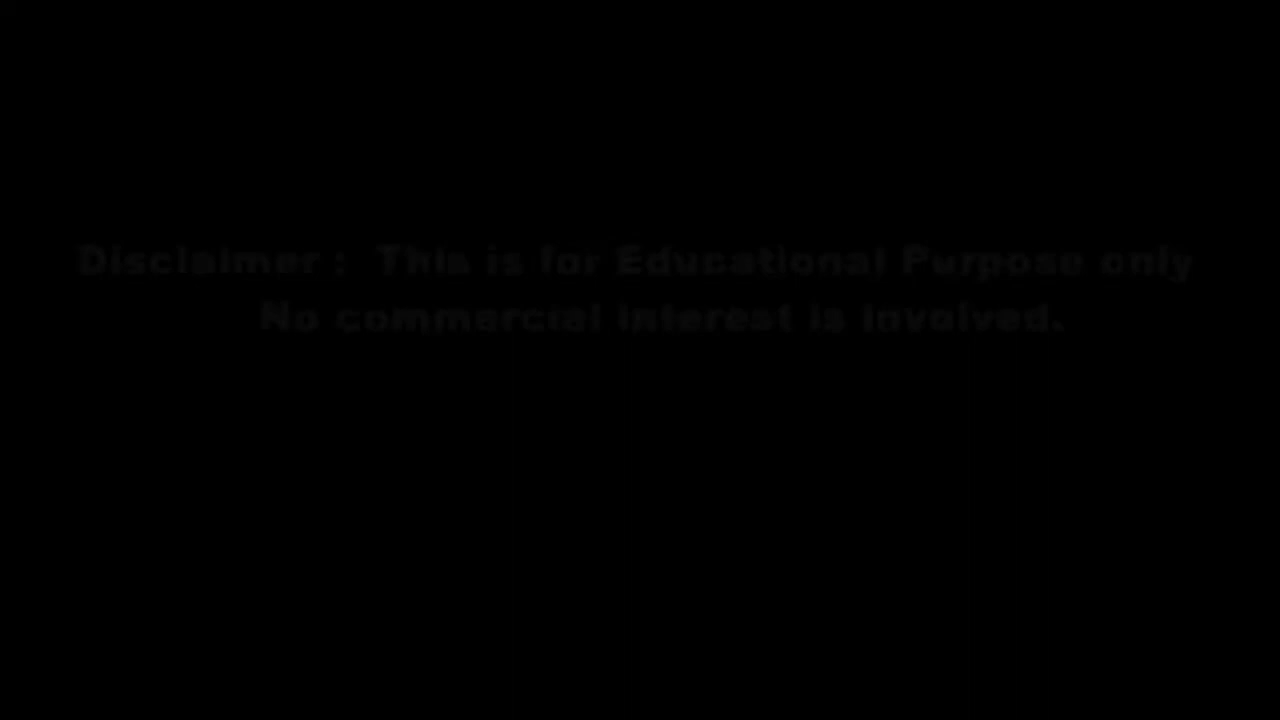 Disclaimer : This is for Educational Purpose only
No commercial interest is involved.